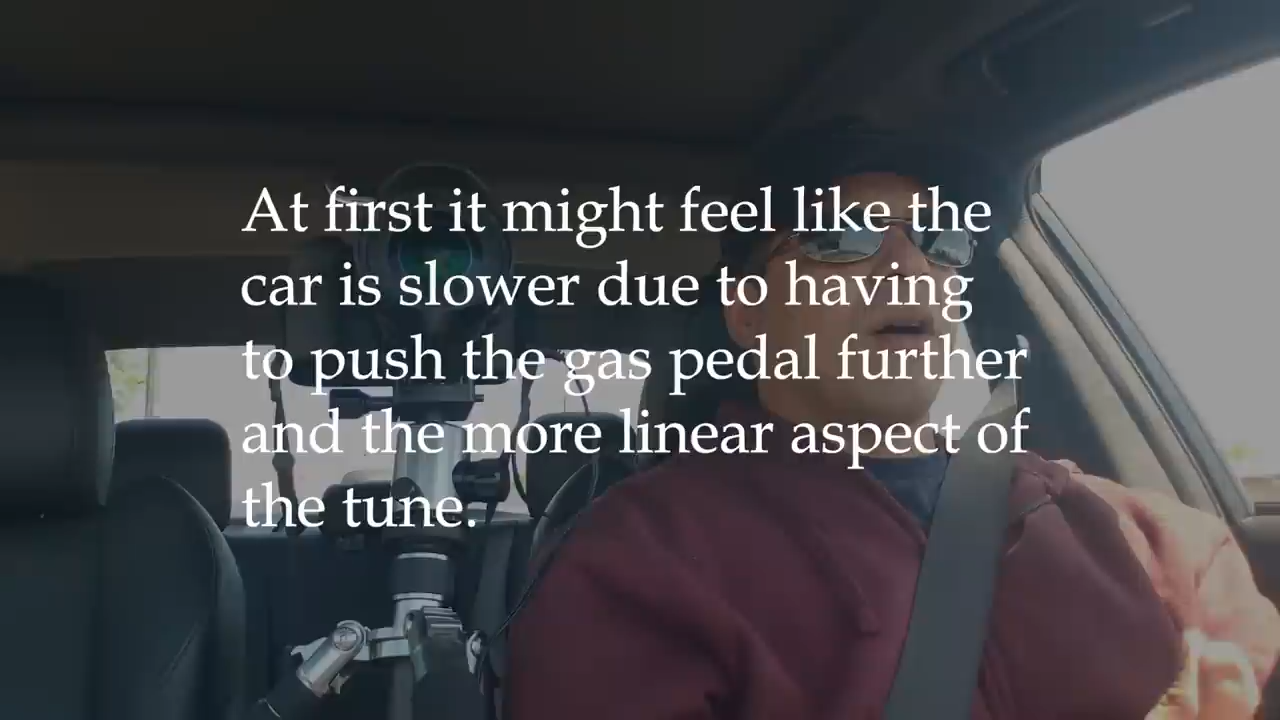 At first it might feel like the
car is slower due to having
to push the gas pedal further
and the more linear aspect of
the tune.